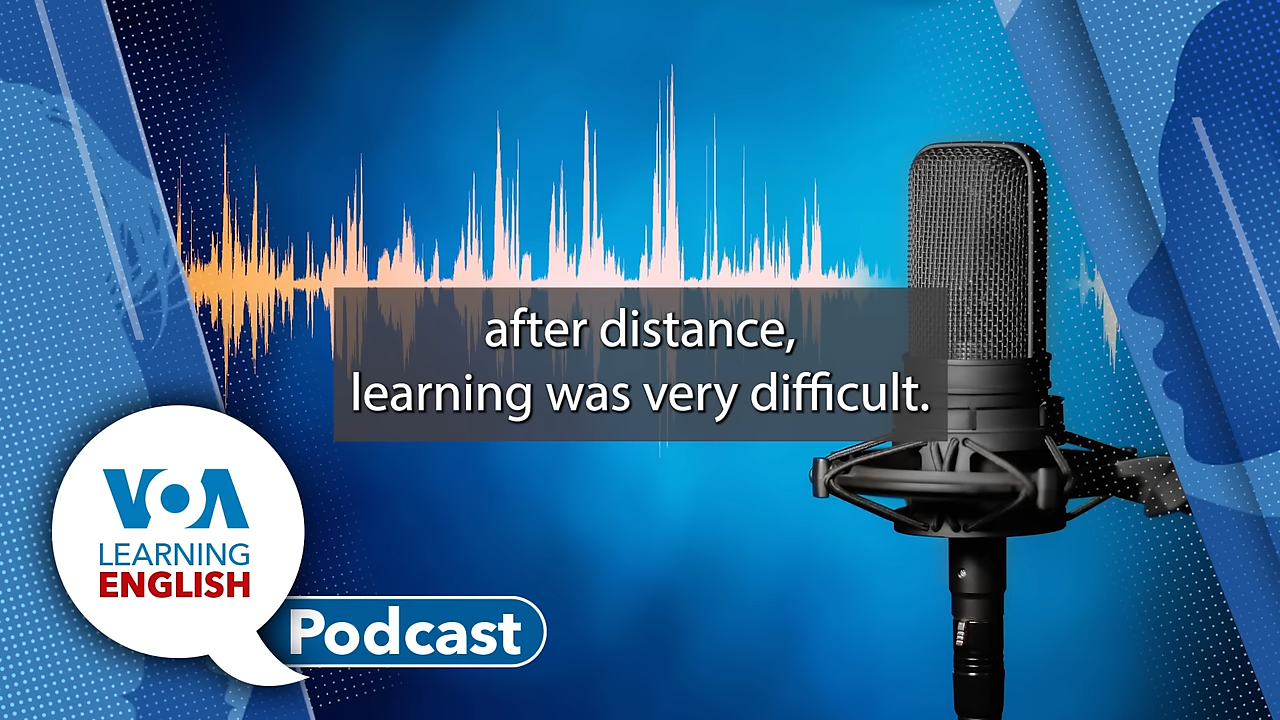 after distance,
learning was very difficult.
VOA
LEARNING
ENGLISH
Podcast